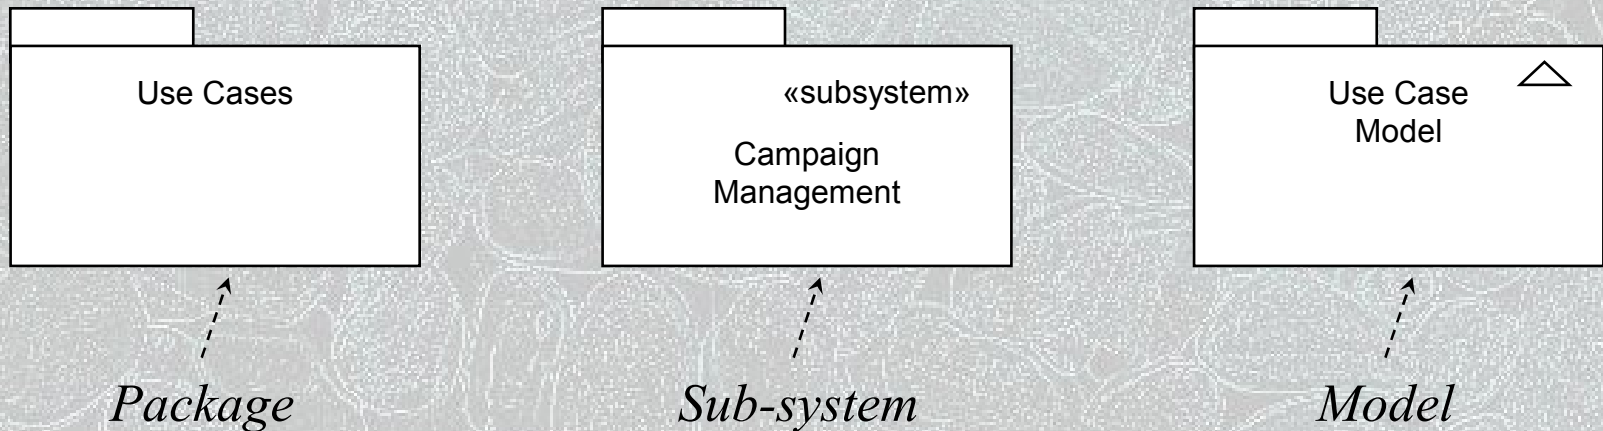 Use Cases
«subsystem»
Campaign
Management
Use Case
Model
Package
Sub-system
Model